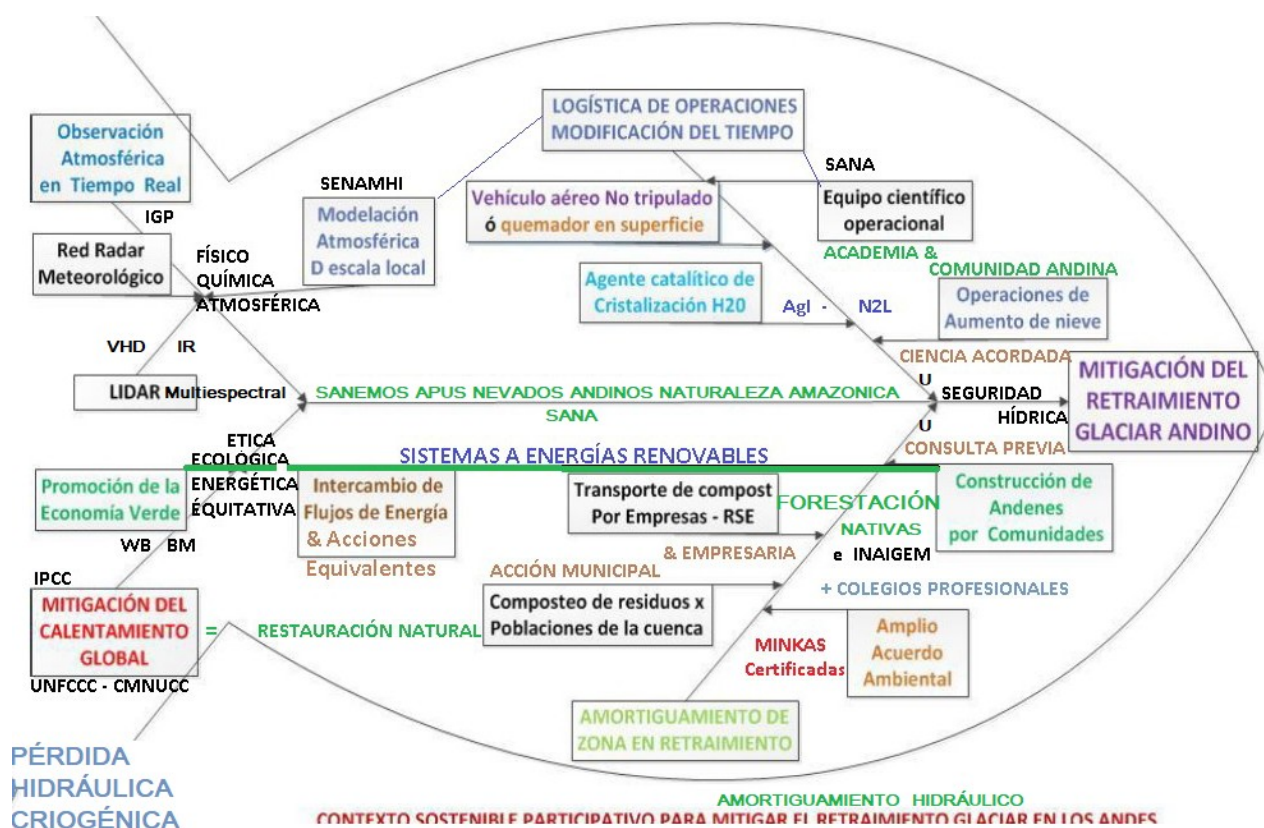 LOGÍSTICA DE OPERACIONES
MODIFICACIÓN DEL TIEMPO
Observación
Atmosférica
en Tiempo Real
IGP
Red Radar
Meteorológico
FÍSICO
QUÍMICA
ATMOSFÉRICA
SENAMHI
Modelación
Atmosférica
D escala local
VHD IR
LIDAR Multiespectral
Vehículo aéreo No tripulado
ó quemador en superficie
SANA
Equipo científico
operacional
ACADEMIA &
COMUNIDAD ANDINA
Agente catalítico de
Cristalización H20
AgI - N2L
Operaciones de
Aumento de nieve
CIENCIA ACORDADA
SANEMOS APUS NEVADOS ANDINOS NATURALEZA AMAZONICA
SANA
U
U
SEGURIDAD
HÍDRICA
MITIGACIÓN DEL
RETRAIMIENTO
GLACIAR ANDINO
ETICA
ECOLÓGICA
ENERGÉTICA
ÉQUITATIVA
SISTEMAS A ENERGÍAS RENOVABLES
CONSULTA PREVIA
Promoción de la
Economía Verde
WB BM
Intercambio de
Flujos de Energía
& Acciones
Equivalentes
Transporte de compost
Por Empresas - RSE
FORESTACIÓN
NATIVAS
e INAIGEM
Construcción de
Andenes
por Comunidades
& EMPRESARIA
ACCIÓN MUNICIPAL
Composteo de residuos x
Poblaciones de la cuenca
+ COLEGIOS PROFESIONALES
IPCC
MITIGACIÓN DEL
CALENTAMIENTO
GLOBAL
UNFCCC - CMNUCC
= RESTAURACIÓN NATURAL
MINKAS
Certificadas
Amplio
Acuerdo
Ambiental
AMORTIGUAMIENTO DE
ZONA EN RETRAIMIENTO
PÉRDIDA
HIDRÁULICA
CRIOGÉNICA
AMORTIGUAMIENTO HIDRÁULICO
CONTEXTO SOSTENIBLE PARTICIPATIVO PARA MITIGAR EL RETRAIMIENTO GLACIAR EN LOS ANDES